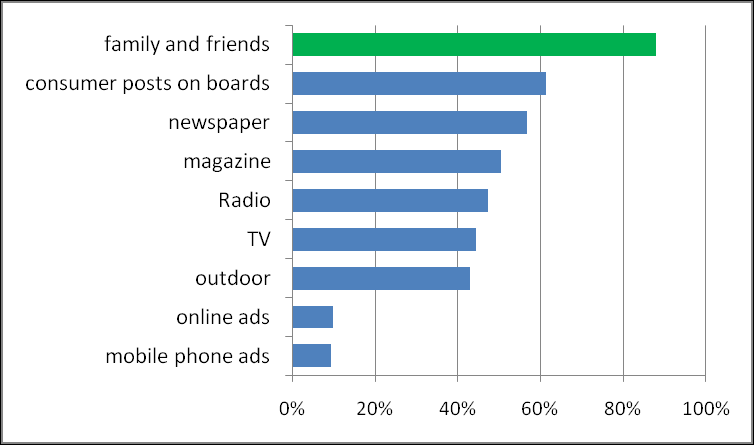 family and friends
consumer posts on boards
newspaper
magazine
Radio
TV
outdoor
online ads
mobile phone ads
0% 20% 40% 60% 80% 100%